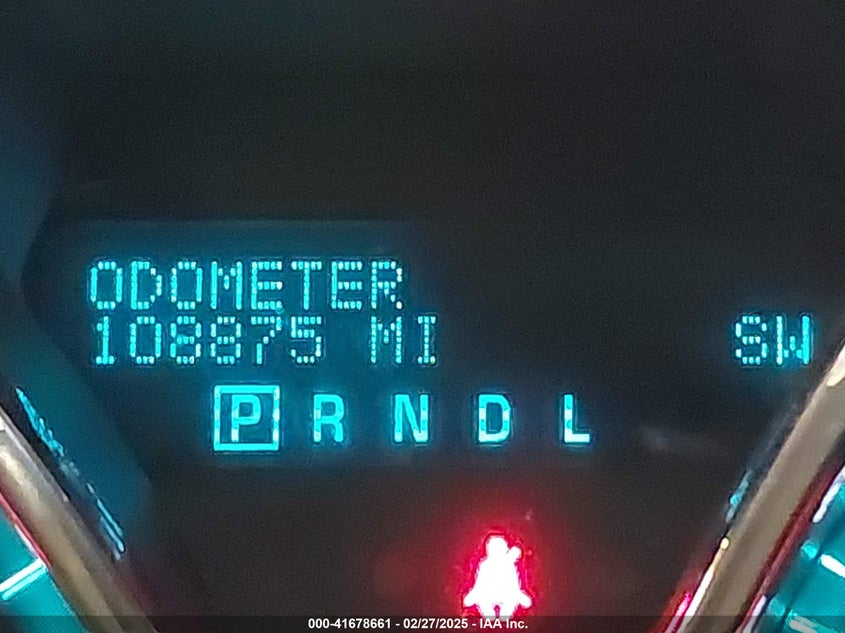 ODOMETER
108875 MI
SW
P R N D L
000-41678661 - 02/27/2025 - IAA Inc.